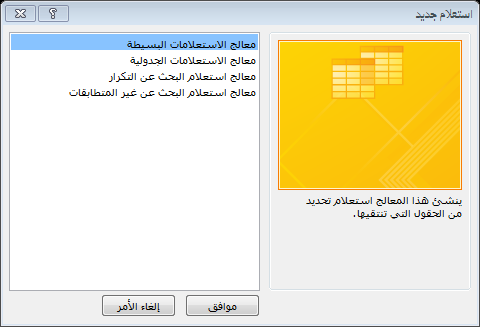 استعلام جديد
معالج الاستعلامات البسيطة
معالج الاستعلامات الجدولية
معالج استعلام البحث عن التكرار
معالج استعلام البحث عن غير المتطابقات
ينشئ هذا المعالج استعلام تحديد
من الحقول التي تنتقيها.
موافق
إلغاء الأمر